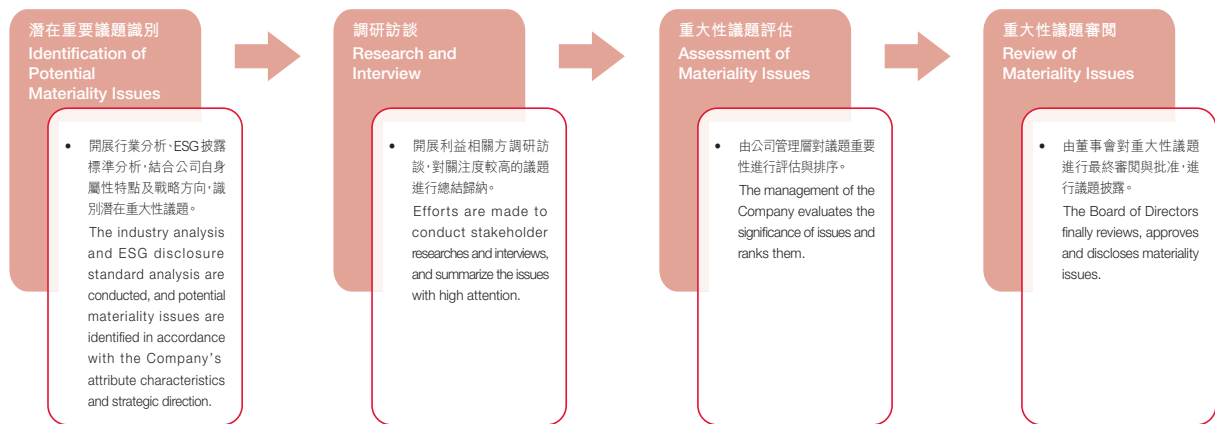 潛在重要議題識別
Identification of
Potential
Materiality Issues
• 開展行業分析、ESG披露
標準分析，結合公司自身
屬性特點及戰略方向，識
別潛在重大性議題。
The industry analysis
and ESG disclosure
standard analysis are
conducted, and potential
materiality issues are
identified in accordance
with the Company's
attribute characteristics
and strategic direction.
調研訪談
Research and
Interview
• 開展利益相關方調研訪
談，對關注度較高的議題
進行總結歸納。
Efforts are made to
conduct stakeholder
researches and interviews,
and summarize the issues
with high attention.
重大性議題評估
Assessment of
Materiality Issues
• 由公司管理層對議題重要
性進行評估與排序。
The management of the
Company evaluates the
significance of issues and
ranks them.
重大性議題審閱
Review of
Materiality Issues
• 由董事會對重大性議題
進行最終審閱與批准，進
行議題披露。
The Board of Directors
finally reviews, approves
and discloses materiality
issues.